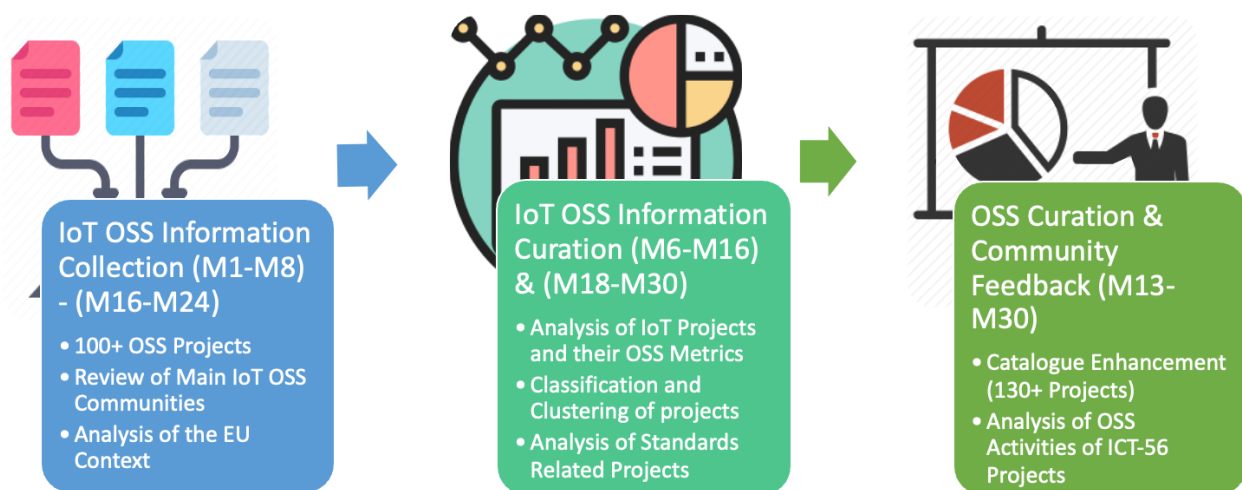 IoT OSS Information
Collection (M1-M8)
- (M16-M24)
• 100+ OSS Projects
• Review of Main IoT OSS
Communities
• Analysis of the EU
Context
IoT OSS Information
Curation (M6-M16)
& (M18-M30)
• Analysis of IoT Projects
and their OSS Metrics
• Classification and
Clustering of projects
• Analysis of Standards
Related Projects
OSS Curation &
Community
Feedback (M13-
M30)
• Catalogue Enhancement
(130+ Projects)
• Analysis of OSS
Activities of ICT-56
Projects